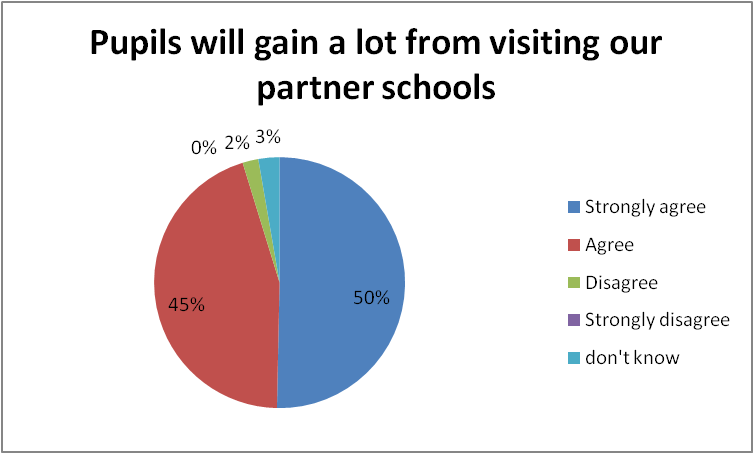 Pupils will gain a lot from visiting our
partner schools
0%
2%
3%
45%
50%
Strongly agree
Agree
Disagree
Strongly disagree
don't know